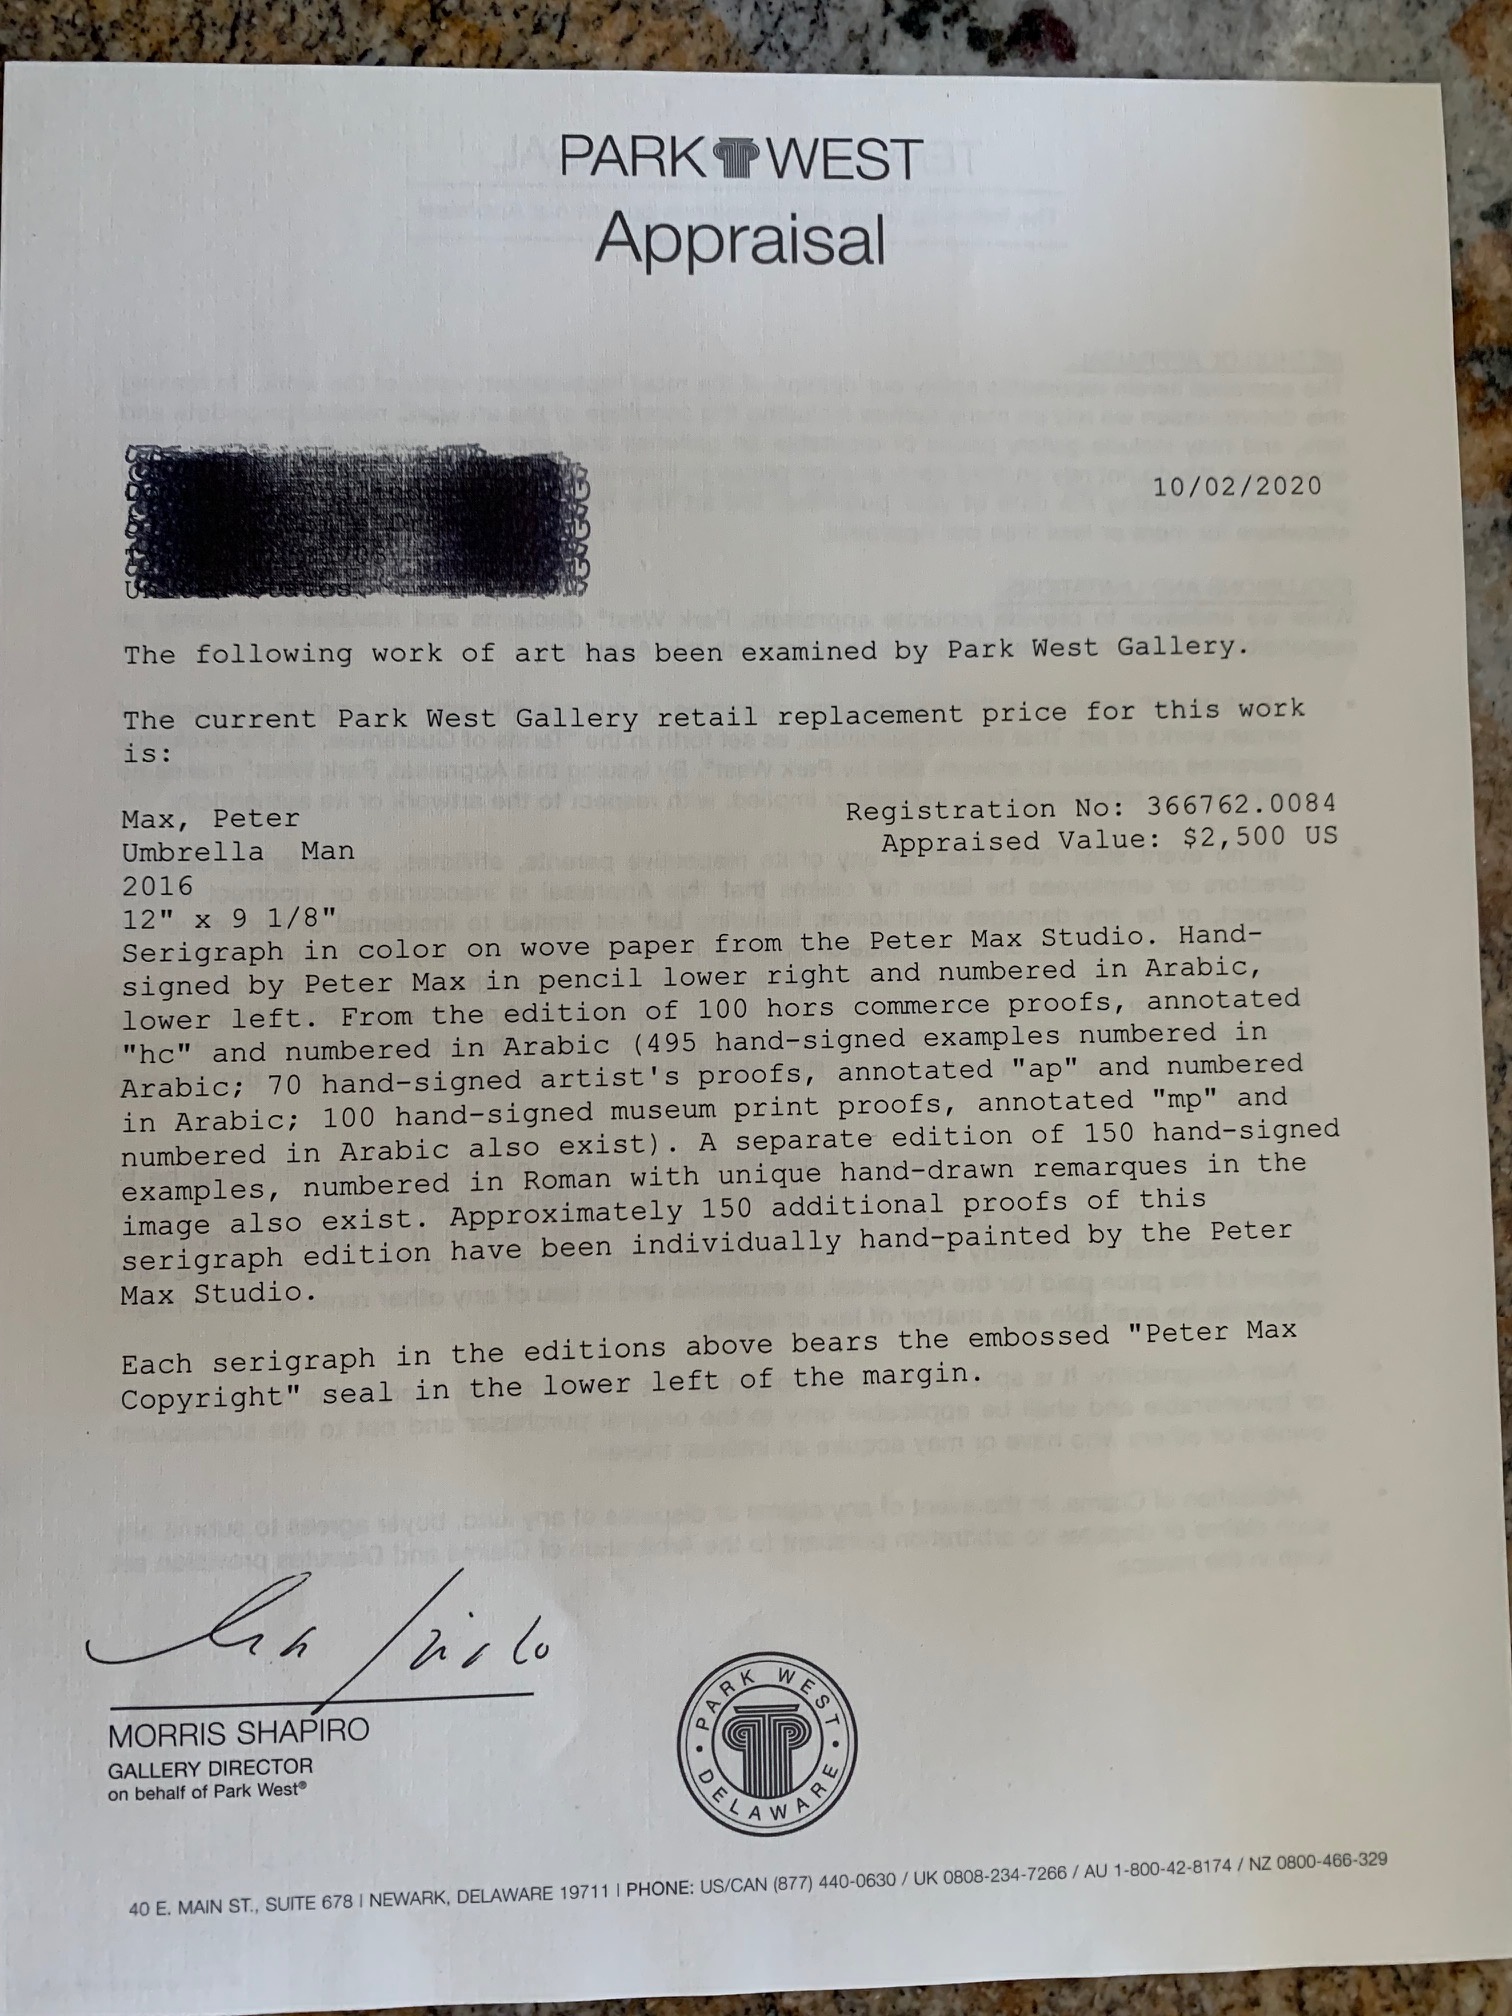 PARK WEST
Appraisal
10/02/2020
The following work of art has been examined by Park West Gallery.
The current Park West Gallery retail replacement price for this work
is:
Max, Peter
Umbrella Man
2016
12" x 9 1/8"
Registration No: 366762.0084
Appraised Value: $2,500 US
Serigraph in color on wove paper from the Peter Max Studio. Hand-
signed by Peter Max in pencil lower right and numbered in Arabic,
lower left. From the edition of 100 hors commerce proofs, annotated
"hc" and numbered in Arabic (495 hand-signed examples numbered in
Arabic; 70 hand-signed artist's proofs, annotated "ap" and numbered
in Arabic; 100 hand-signed museum print proofs, annotated "mp" and
numbered in Arabic also exist). A separate edition of 150 hand-signed
examples, numbered in Roman with unique hand-drawn remarques in the
image also exist. Approximately 150 additional proofs of this
serigraph edition have been individually hand-painted by the Peter
Max Studio.
Each serigraph in the editions above bears the embossed "Peter Max
Copyright" seal in the lower left of the margin.
MORRIS SHAPIRO
GALLERY DIRECTOR
on behalf of Park West®
PARK WEST
DELAWARE
40 E. MAIN ST., SUITE 678 | NEWARK, DELAWARE 19711 | PHONE: US/CAN (877) 440-0630 / UK 0808-234-7266 / AU 1-800-42-8174 / NZ 0800-466-329